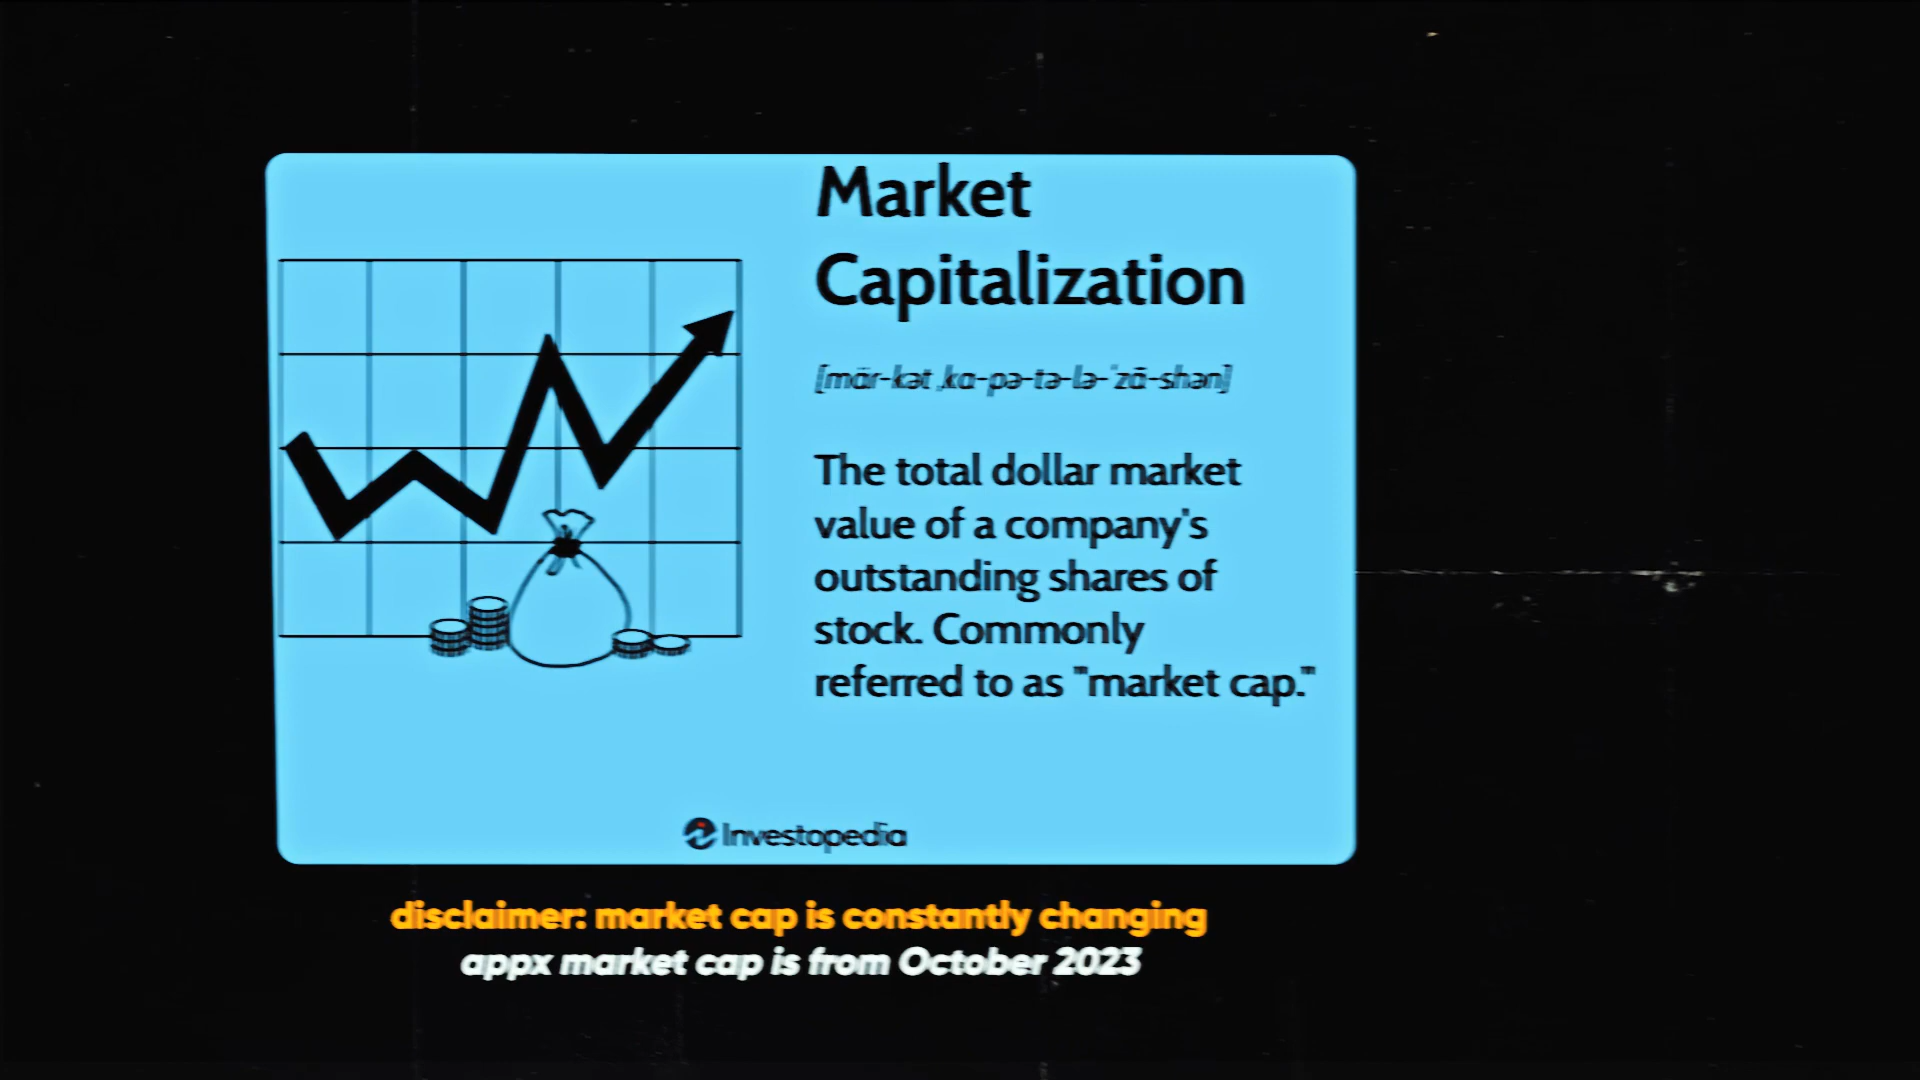 Market
Capitalization
[mär-kət ˌka-pə-tə-lə-ˈzā-shən]
The total dollar market
value of a company's
outstanding shares of
stock. Commonly
referred to as "market cap."
Investopedia
disclaimer: market cap is constantly changing
appx market cap is from October 2023